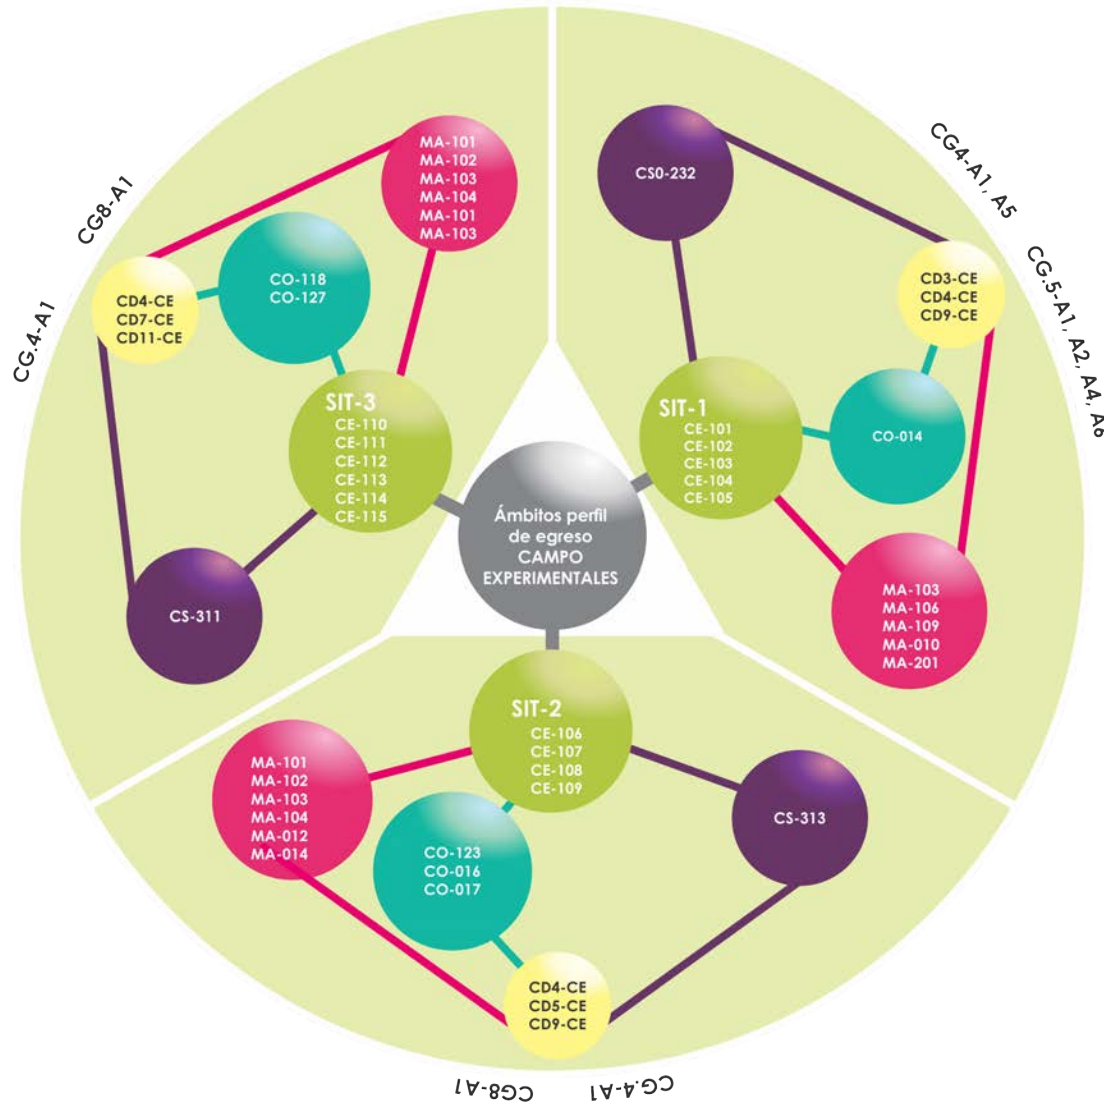 CG8-A1
CG.4-A1
MA-101
MA-102
MA-103
MA-104
MA-101
MA-103
CO-118
CO-127
CD4-CE
CD7-CE
CD11-CE
SIT-3
CE-110
CE-111
CE-112
CE-113
CE-114
CE-115
CS-311
CG4-A1, A5
CG.5-A1, A2, A4, A6
CS0-232
CD3-CE
CD4-CE
CD9-CE
SIT-1
CE-101
CE-102
CE-103
CE-104
CE-105
CO-014
MA-103
MA-106
MA-109
MA-010
MA-201
Ámbitos perfil
de egreso
CAMPO
EXPERIMENTALES
SIT-2
CE-106
CE-107
CE-108
CE-109
MA-101
MA-102
MA-103
MA-104
MA-012
MA-014
CO-123
CO-016
CO-017
CS-313
CD4-CE
CD5-CE
CD9-CE
CG8-A1
CG.4-A1